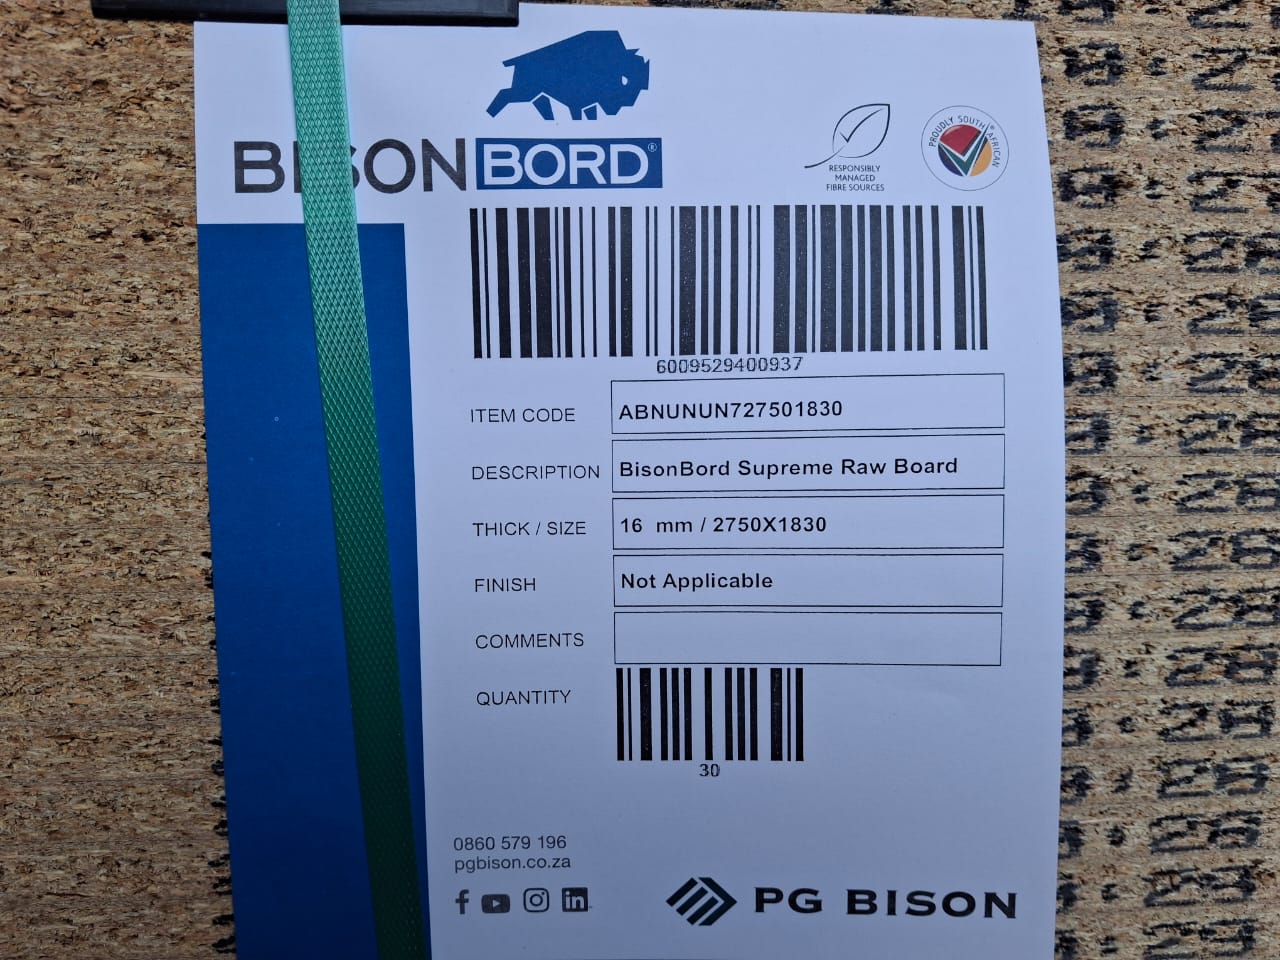 BISONBORD®
RESPONSIBLY
MANAGED
FIBRE SOURCES
PROUDLY SOUTH AFRICAN
6009529400937
ITEM CODE ABNUNUN727501830
DESCRIPTION BisonBord Supreme Raw Board
THICK / SIZE 16 mm / 2750X1830
FINISH Not Applicable
COMMENTS
QUANTITY
30
0860 579 196
pgbison.co.za
PG BISON